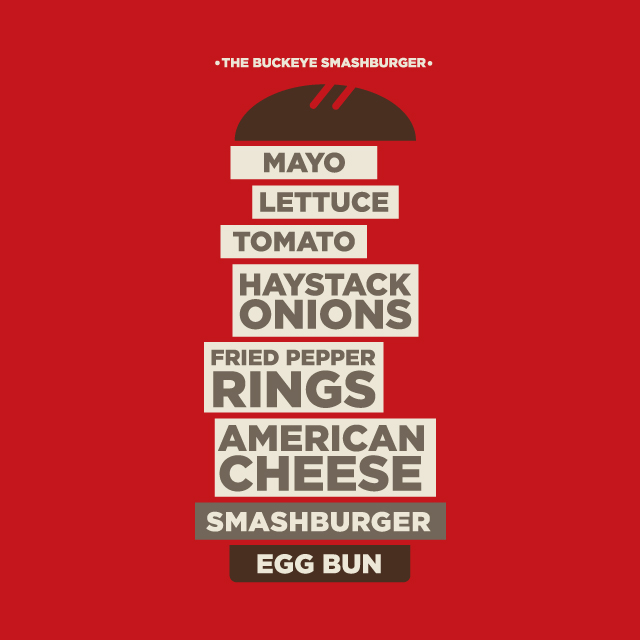 •THE BUCKEYE SMASHBURGER•
MAYO
LETTUCE
TOMATO
HAYSTACK
ONIONS
FRIED PEPPER
RINGS
AMERICAN
CHEESE
SMASHBURGER
EGG BUN